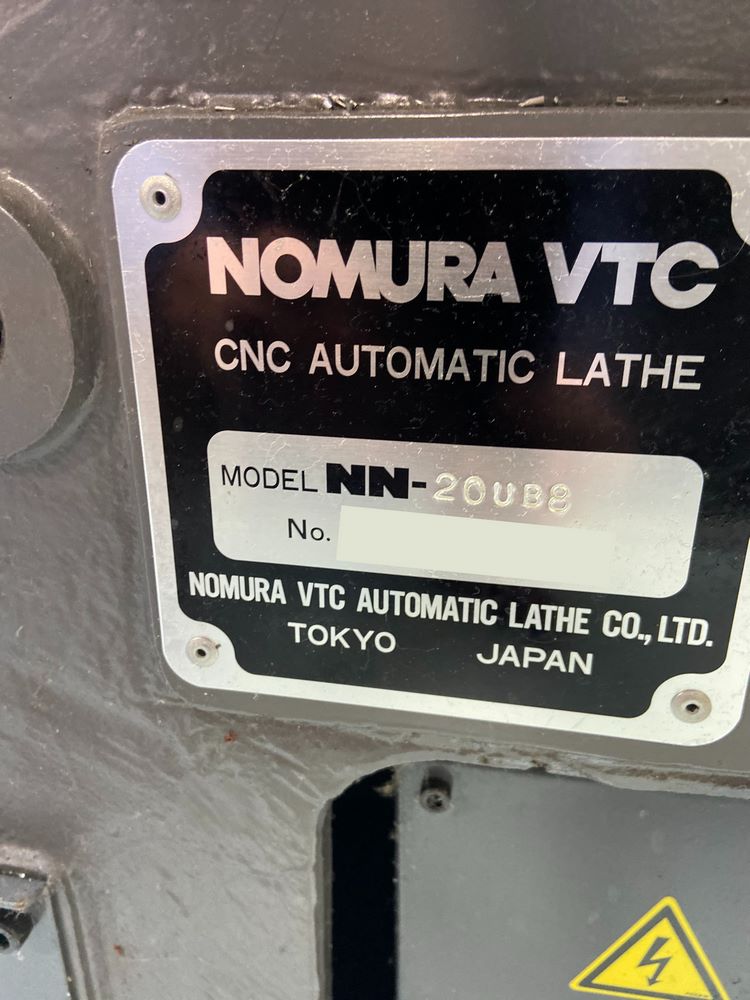 NOMURA VTC
CNC AUTOMATIC LATHE
MODEL NN-20UB8
No.
NOMURA VTC AUTOMATIC LATHE CO., LTD.
TOKYO JAPAN